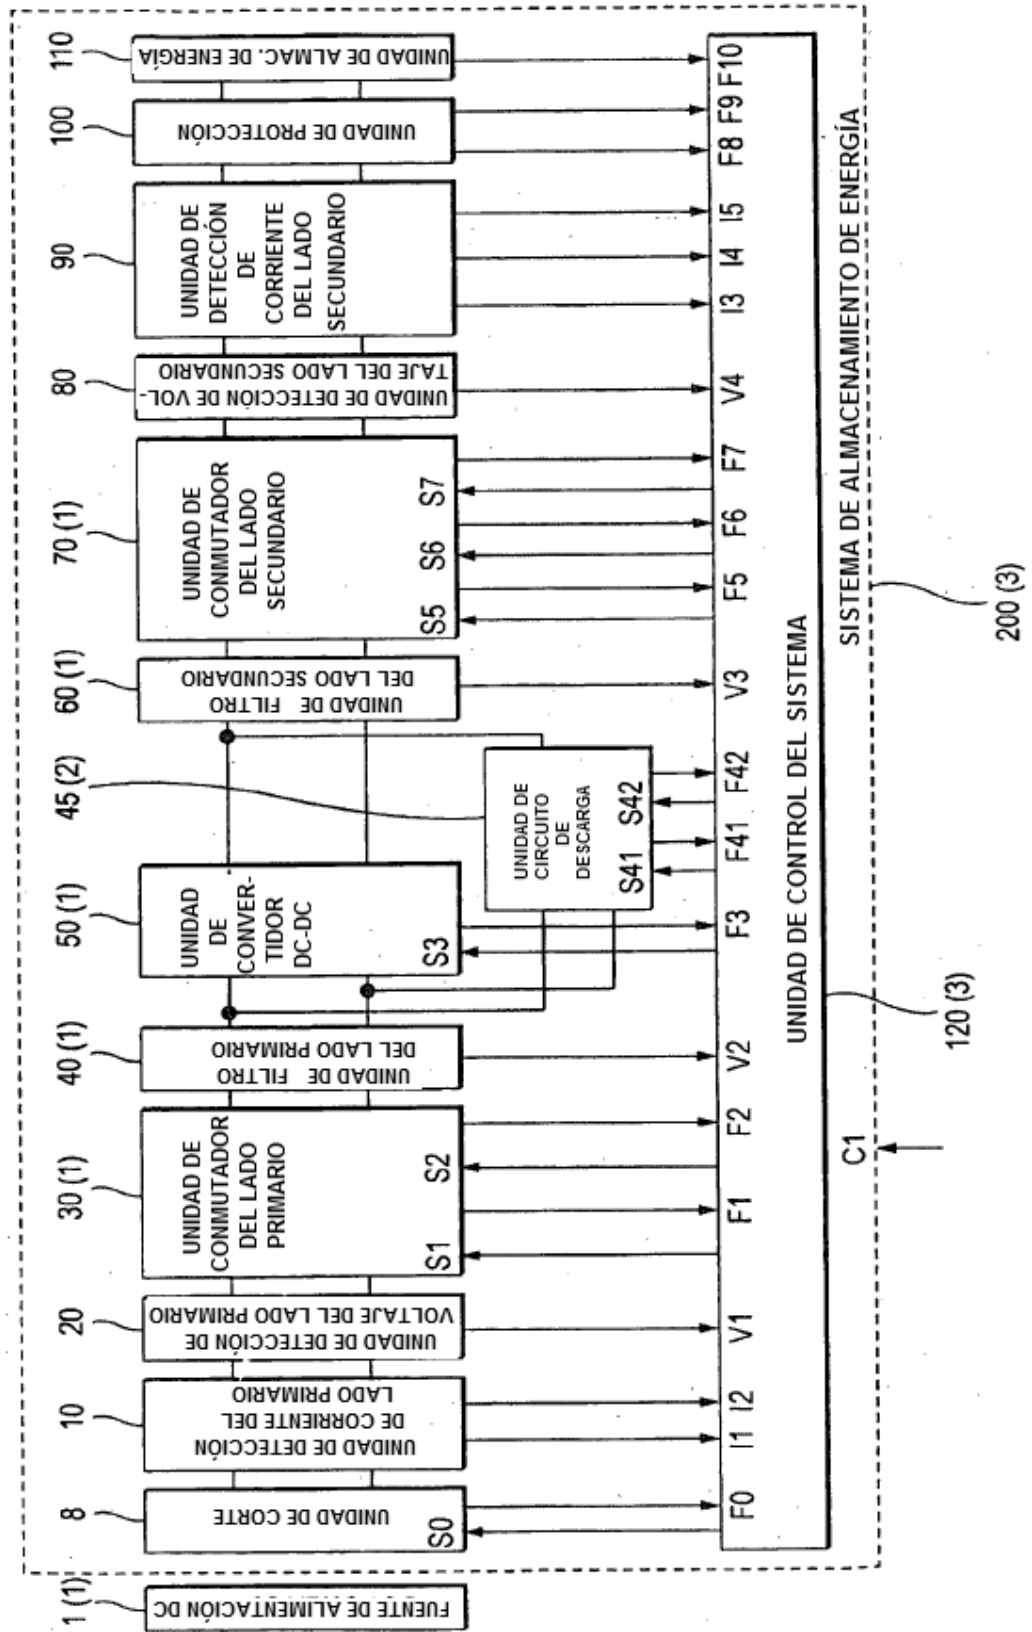 1 (1)
FUENTE DE ALIMENTACIÓN DC
8
UNIDAD DE CORTE
S0
F0
10
UNIDAD DE DETECCIÓN
DE CORRIENTE DEL
LADO PRIMARIO
I1
I2
20
UNIDAD DE DETECCIÓN DE
VOLTAJE DEL LADO PRIMARIO
V1
30 (1)
UNIDAD DE
CONMUTADOR
DEL LADO
PRIMARIO
S1
S2
F1
F2
40 (1)
UNIDAD DE FILTRO
DEL LADO PRIMARIO
V2
50 (1)
UNIDAD
DE
CONVER-
TIDOR
DC-DC
S3
F3
45 (2)
UNIDAD DE
CIRCUITO
DE
DESCARGA
S41
S42
F41
F42
60 (1)
UNIDAD DE FILTRO
DEL LADO SECUNDARIO
V3
70 (1)
UNIDAD DE
CONMUTADOR
DEL LADO
SECUNDÁRIO
S5
S6
S7
F5
F6
F7
80
UNIDAD DE DETECCIÓN DE VOL-
TAJE DEL LADO SECUNDARIO
V4
90
UNIDAD DE
DETECCIÓN
DE
CORRIENTE
DEL LADO
SECUNDÁRIO
I3
I4
I5
100
UNIDAD DE PROTECCIÓN
F8
F9
110
UNIDAD DE ALMAC. DE ENERGÍA
F10
UNIDAD DE CONTROL DEL SISTEMA
120 (3)
C1
SISTEMA DE ALMACENAMIENTO DE ENERGÍA
200 (3)